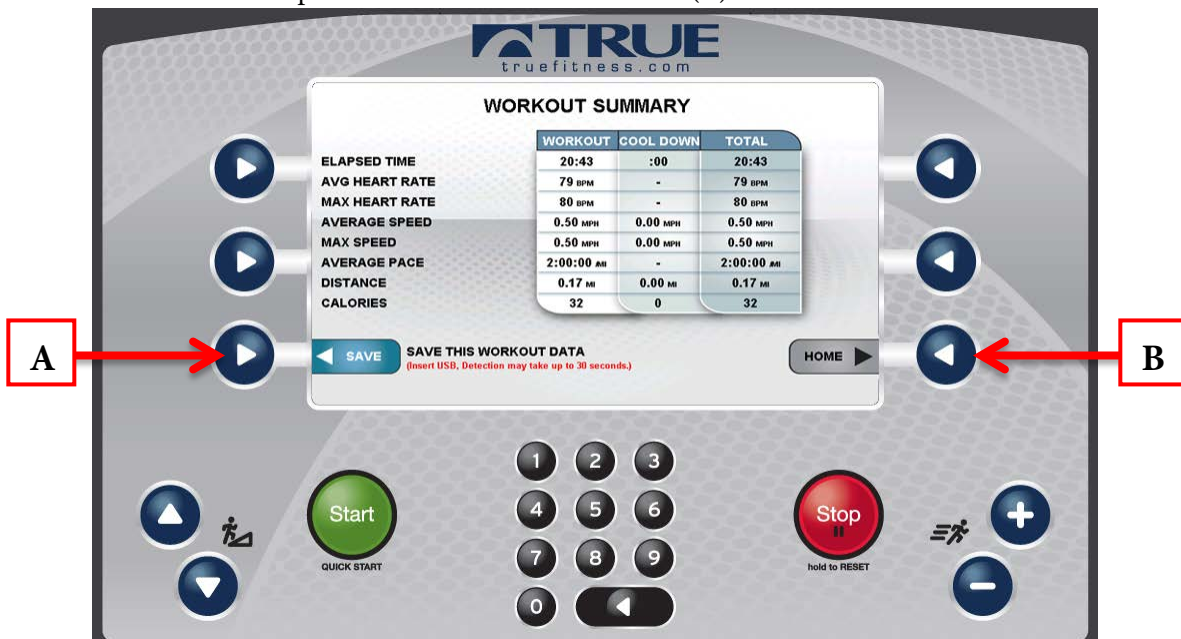 TRUE
truefitness.com
WORKOUT SUMMARY
WORKOUT COOL DOWN TOTAL
ELAPSED TIME 20:43 :00 20:43
AVG HEART RATE 79 BPM - 79 BPM
MAX HEART RATE 80 BPM - 80 BPM
AVERAGE SPEED 0.50 MPH 0.00 MPH 0.50 MPH
MAX SPEED 0.50 MPH 0.00 MPH 0.50 MPH
AVERAGE PACE 2:00:00 /MI - 2:00:00 /MI
DISTANCE 0.17 MI 0.00 MI 0.17 MI
CALORIES 32 0 32
A
SAVE SAVE THIS WORKOUT DATA HOME
(Insert USB, Detection may take up to 30 seconds.)
B
1 2 3
Start 4 5 6 Stop
QUICK START 7 8 9 hold to RESET
0